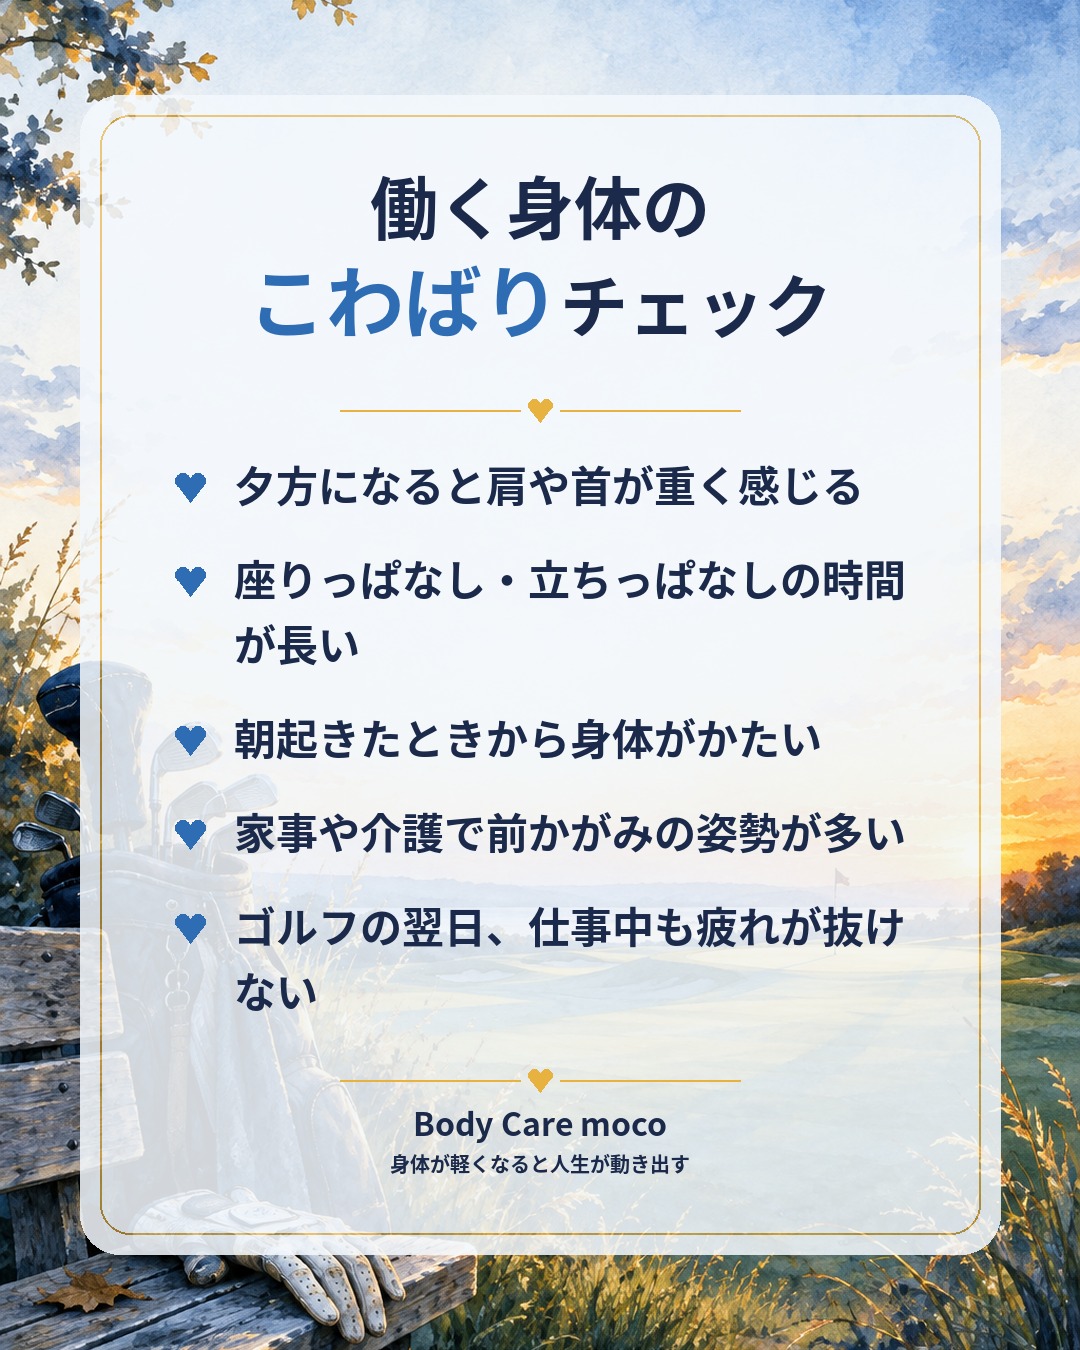 働く身体の
こわばりチェック
夕方になると肩や首が重く感じる
座りっぱなし・立ちっぱなしの時間
が長い
朝起きたときから身体がかたい
家事や介護で前かがみの姿勢が多い
ゴルフの翌日、仕事中も疲れが抜け
ない
Body Care moco
身体が軽くなると人生が動き出す